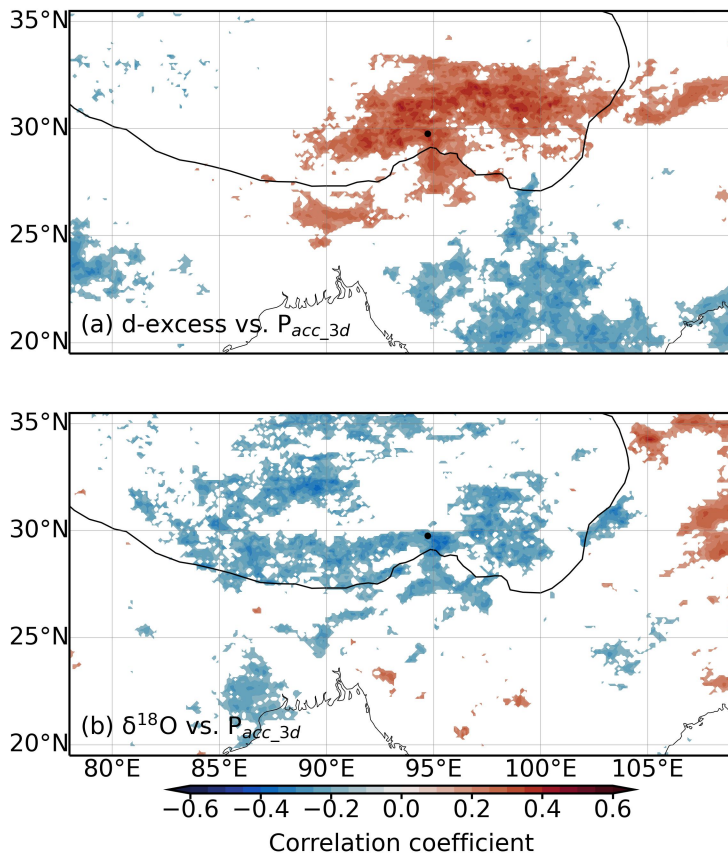 35°N
30°N
25°N
20°N
(a) d-excess vs. P_acc_3d
35°N
30°N
25°N
20°N
(b) δ¹⁸O vs. P_acc_3d
80°E 85°E 90°E 95°E 100°E 105°E
−0.6 −0.4 −0.2 0.0 0.2 0.4 0.6
Correlation coefficient